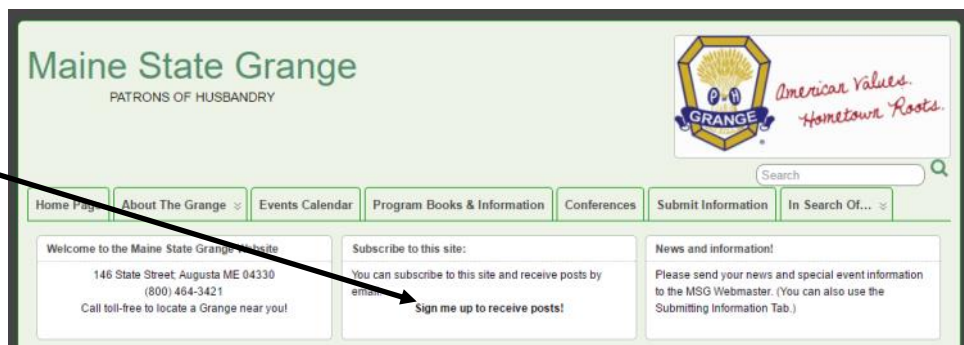 Maine State Grange
PATRONS OF HUSBANDRY
P H
GRANGE
American Values.
Hometown Roots.
Search
Home Page
About The Grange
Events Calendar
Program Books & Information
Conferences
Submit Information
In Search Of...
Welcome to the Maine State Grange Website
146 State Street; Augusta ME 04330
(800) 464-3421
Call toll-free to locate a Grange near you!
Subscribe to this site:
You can subscribe to this site and receive posts by
email.
Sign me up to receive posts!
News and information!
Please send your news and special event information
to the MSG Webmaster. (You can also use the
Submitting Information Tab.)